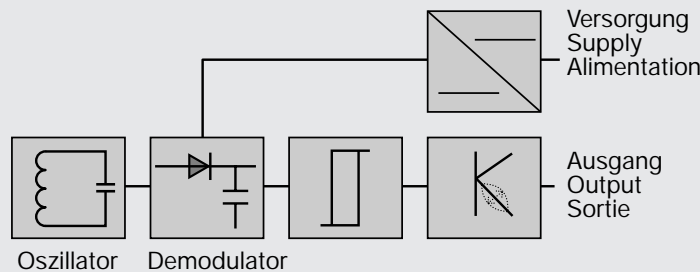 Versorgung
Supply
Alimentation
Ausgang
Output
Sortie
Oszillator
Demodulator